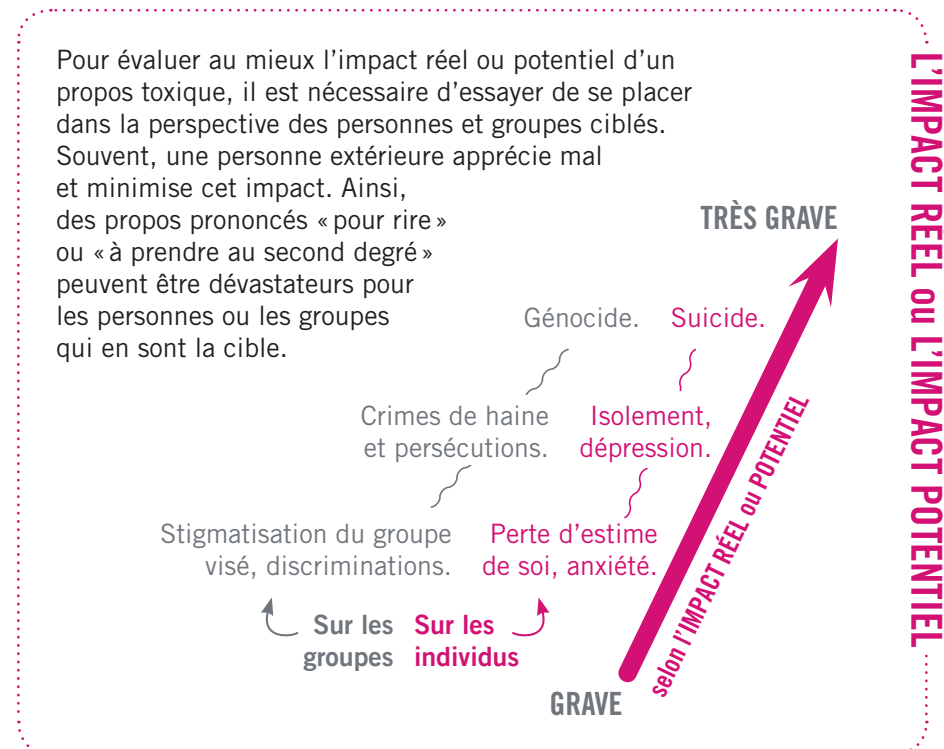 Pour évaluer au mieux l’impact réel ou potentiel d’un
propos toxique, il est nécessaire d’essayer de se placer
dans la perspective des personnes et groupes ciblés.
Souvent, une personne extérieure apprécie mal
et minimise cet impact. Ainsi,
des propos prononcés « pour rire »
ou « à prendre au second degré »
peuvent être dévastateurs pour
les personnes ou les groupes
qui en sont la cible.
TRÈS GRAVE
Génocide.
Suicide.
Crimes de haine
et persécutions.
Isolement,
dépression.
Stigmatisation du groupe
visé, discriminations.
Perte d’estime
de soi, anxiété.
Sur les
groupes
Sur les
individus
GRAVE
selon l’IMPACT RÉEL ou POTENTIEL
L’IMPACT RÉEL ou L’IMPACT POTENTIEL